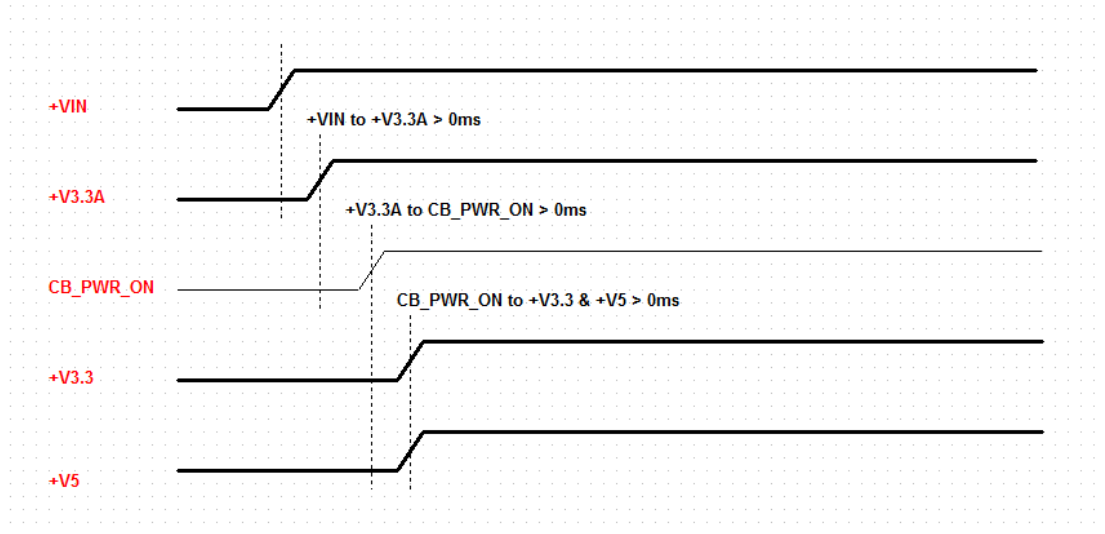 +VIN
+VIN to +V3.3A > 0ms
+V3.3A
+V3.3A to CB_PWR_ON > 0ms
CB_PWR_ON
CB_PWR_ON to +V3.3 & +V5 > 0ms
+V3.3
+V5